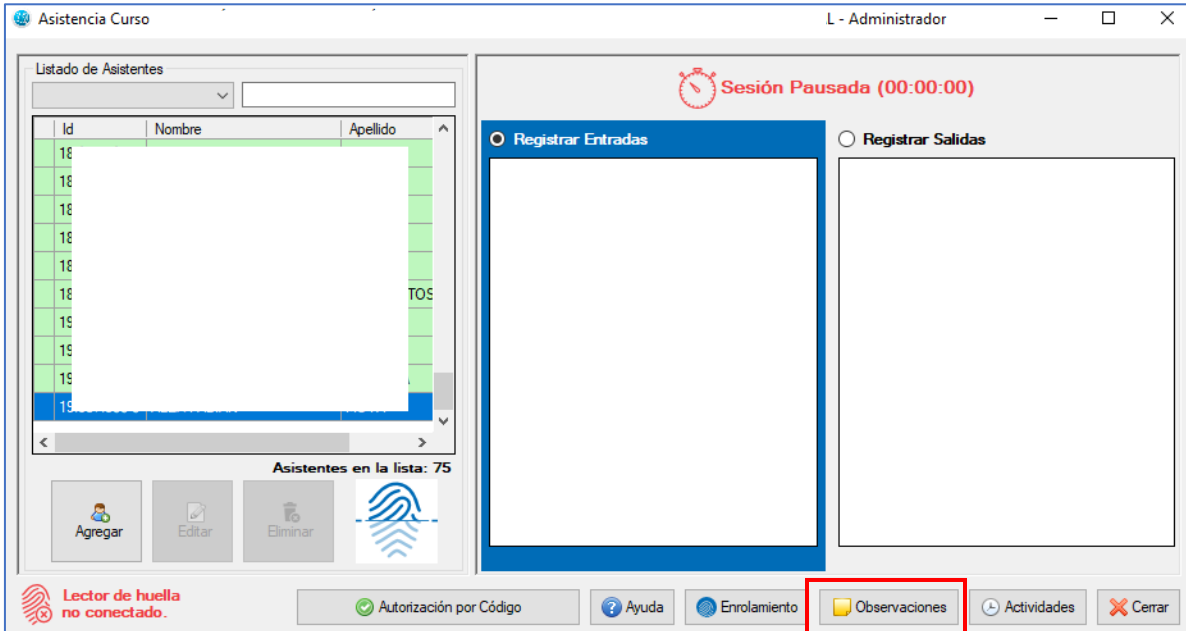 Asistencia Curso
L - Administrador
Listado de Asistentes
Sesión Pausada (00:00:00)
Id Nombre Apellido
Registrar Entradas
Registrar Salidas
18
18
18
18
18
18 TOS
19
19
19
19
Asistentes en la lista: 75
Agregar
Editar
Eliminar
Lector de huella
no conectado.
Autorización por Código
Ayuda
Enrolamiento
Observaciones
Actividades
Cerrar